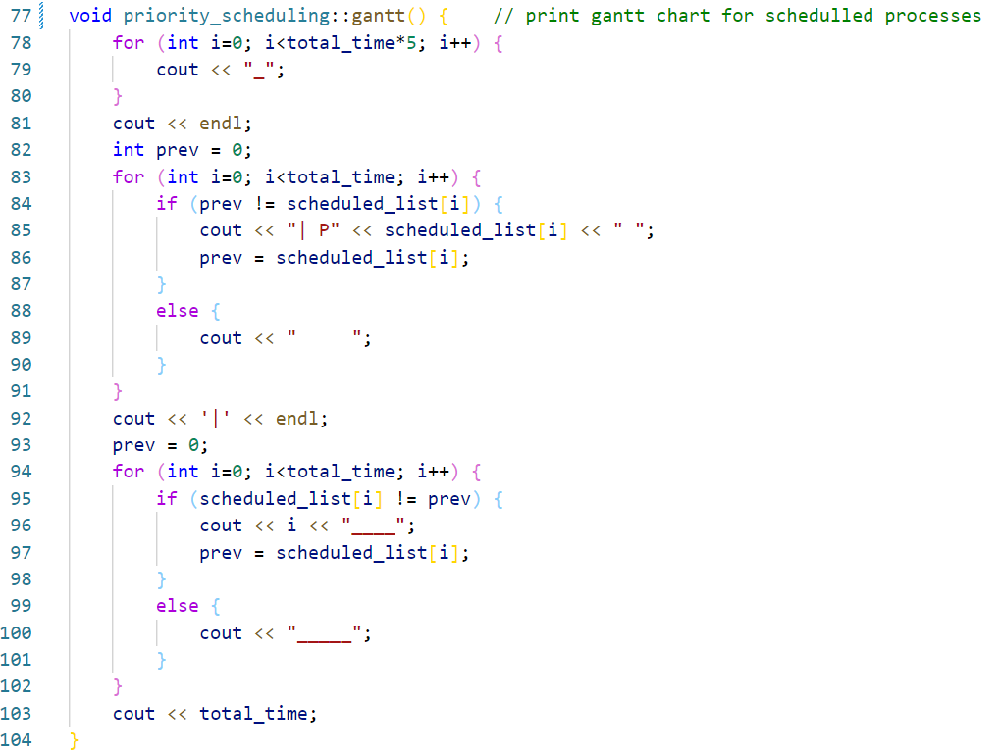 77 void priority_scheduling::gantt() {    // print gantt chart for schedulled processes
78     for (int i=0; i<total_time*5; i++) {
79         cout << "_";
80     }
81     cout << endl;
82     int prev = 0;
83     for (int i=0; i<total_time; i++) {
84         if (prev != scheduled_list[i]) {
85             cout << "| P" << scheduled_list[i] << " ";
86             prev = scheduled_list[i];
87         }
88         else {
89             cout << "     ";
90         }
91     }
92     cout << '|' << endl;
93     prev = 0;
94     for (int i=0; i<total_time; i++) {
95         if (scheduled_list[i] != prev) {
96             cout << i << "____";
97             prev = scheduled_list[i];
98         }
99         else {
100             cout << "_____";
101         }
102     }
103     cout << total_time;
104 }